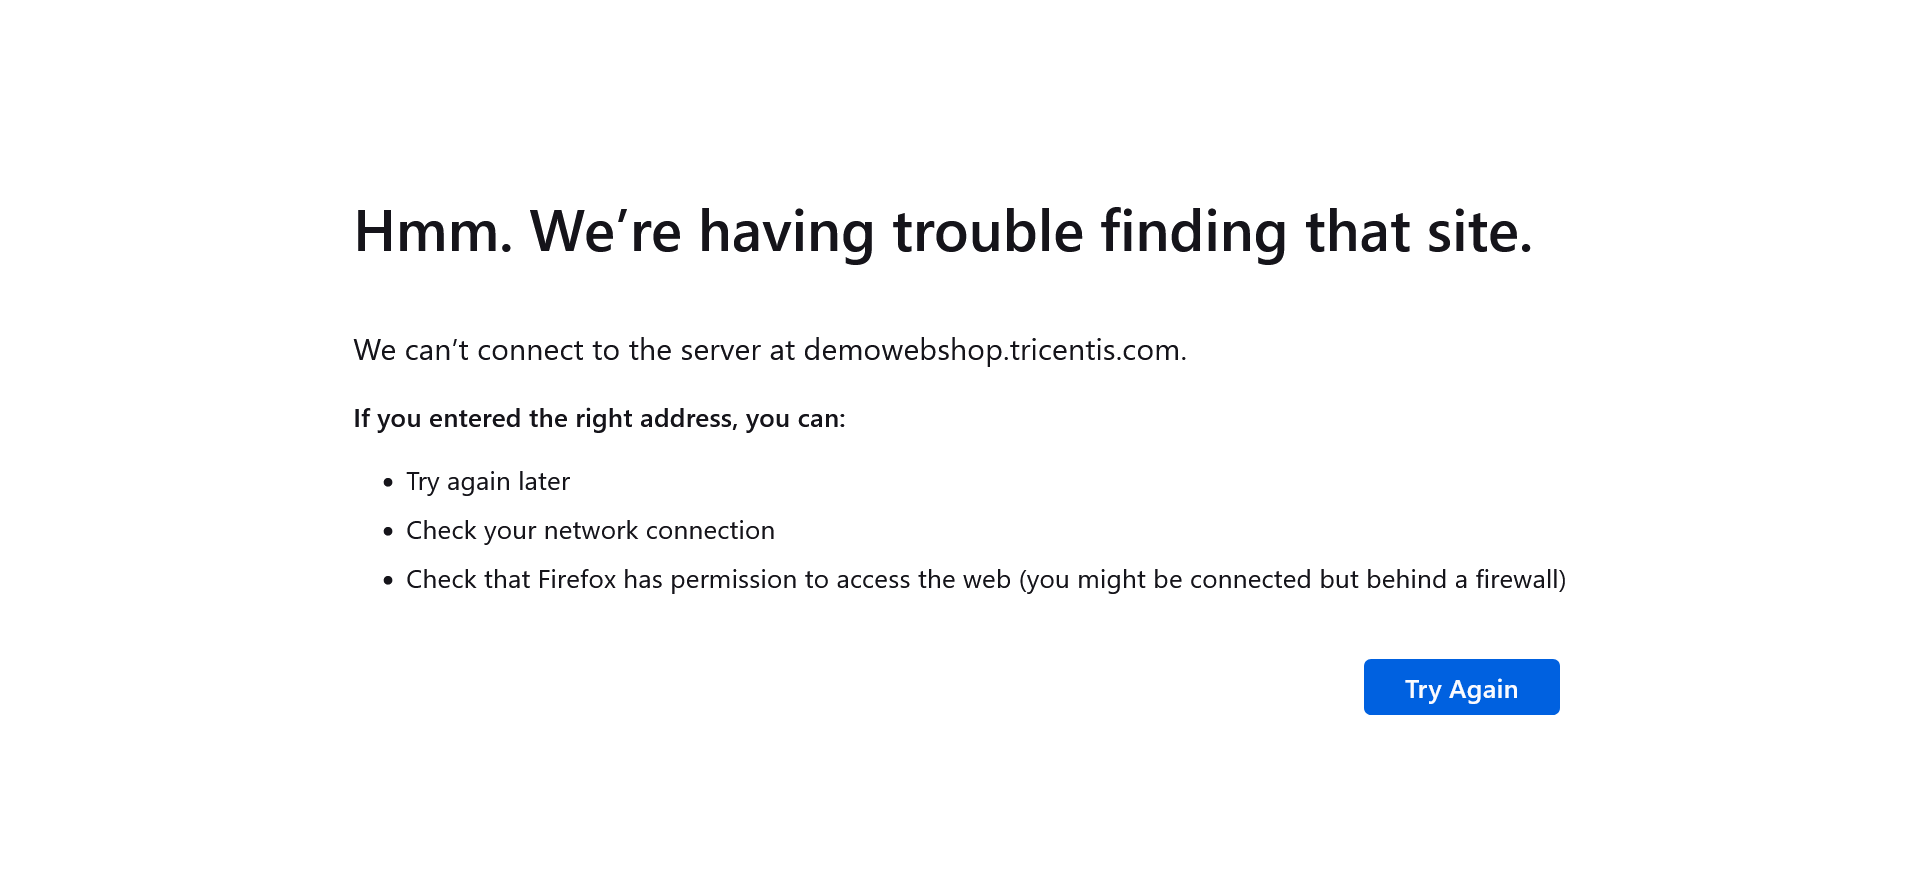 Hmm. We’re having trouble finding that site.
We can’t connect to the server at demowebshop.tricentis.com.
If you entered the right address, you can:
• Try again later
• Check your network connection
• Check that Firefox has permission to access the web (you might be connected but behind a firewall)
Try Again